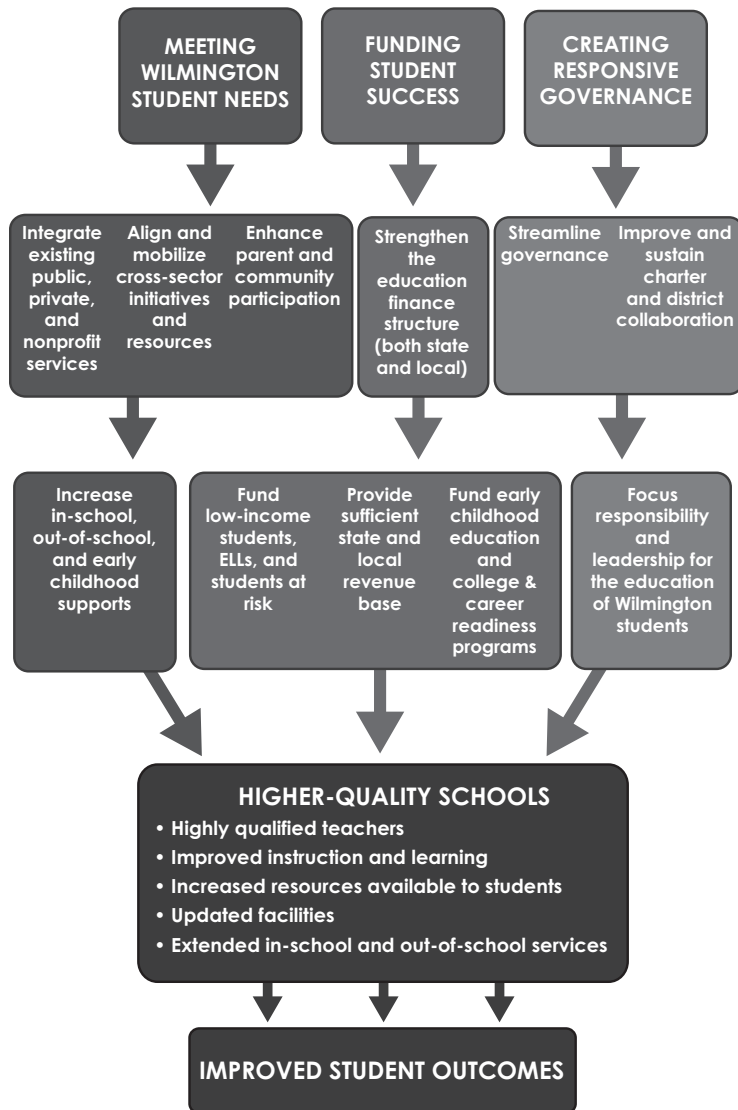 MEETING
WILMINGTON
STUDENT NEEDS
FUNDING
STUDENT
SUCCESS
CREATING
RESPONSIVE
GOVERNANCE
Integrate
existing
public,
private,
and
nonprofit
services
Align and
mobilize
cross-sector
initiatives
and
resources
Enhance
parent and
community
participation
Strengthen
the
education
finance
structure
(both state
and local)
Streamline
governance
Improve and
sustain
charter
and district
collaboration
Increase
in-school,
out-of-school,
and early
childhood
supports
Fund
low-income
students,
ELLs, and
students at
risk
Provide
sufficient
state and
local
revenue
base
Fund early
childhood
education
and
college &
career
readiness
programs
Focus
responsibility
and
leadership for
the education
of Wilmington
students
HIGHER-QUALITY SCHOOLS
• Highly qualified teachers
• Improved instruction and learning
• Increased resources available to students
• Updated facilities
• Extended in-school and out-of-school services
IMPROVED STUDENT OUTCOMES